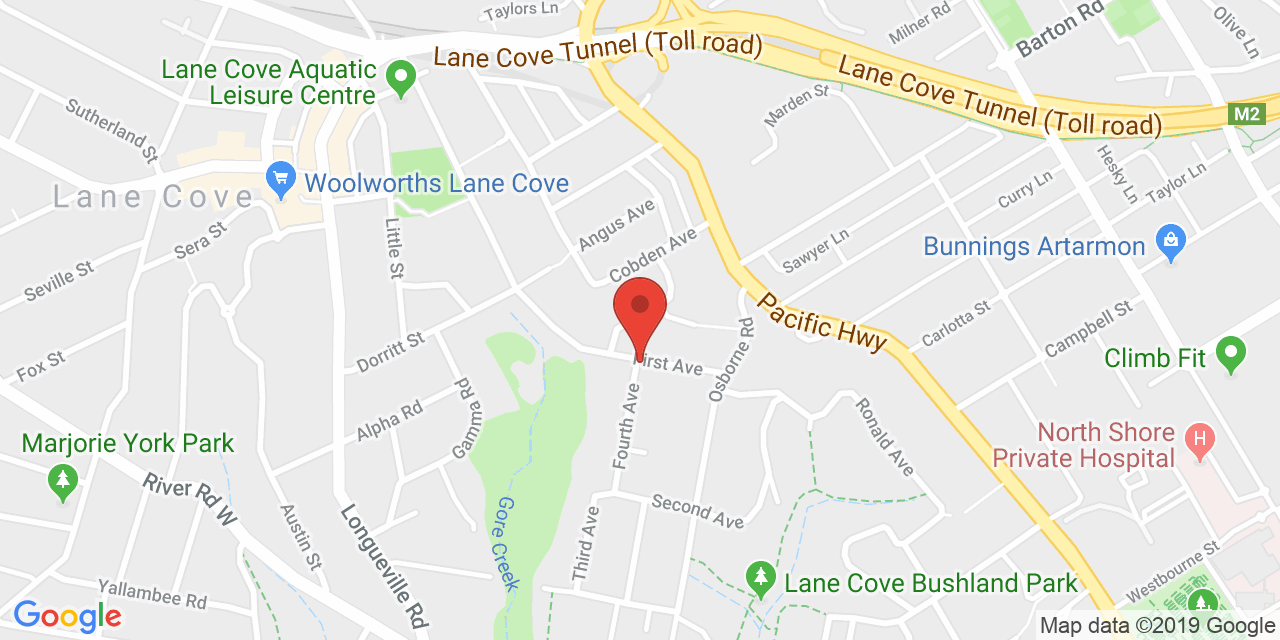 Taylors Ln
Milner Rd
Barton Rd
Olive Ln
Lane Cove Tunnel (Toll road)
Lane Cove Aquatic
Leisure Centre
Lane Cove Tunnel (Toll road)
M2
Marden St
Sutherland St
Hesky Ln
Taylor Ln
Curry Ln
Woolworths Lane Cove
Lane Cove
Angus Ave
Cobden Ave
Sera St
Little St
Sawyer Ln
Bunnings Artarmon
Seville St
Pacific Hwy
Osborne Rd
Carlotta St
Campbell St
Dorritt St
Fox St
First Ave
Climb Fit
Gamma Rd
Alpha Rd
Fourth Ave
Ronald Ave
North Shore
Private Hospital
H
Marjorie York Park
River Rd W
Austin St
Longueville Rd
Gore Creek
Second Ave
Third Ave
Westbourne St
Lane Cove Bushland Park
Yallambee Rd
Google
Map data ©2019 Google